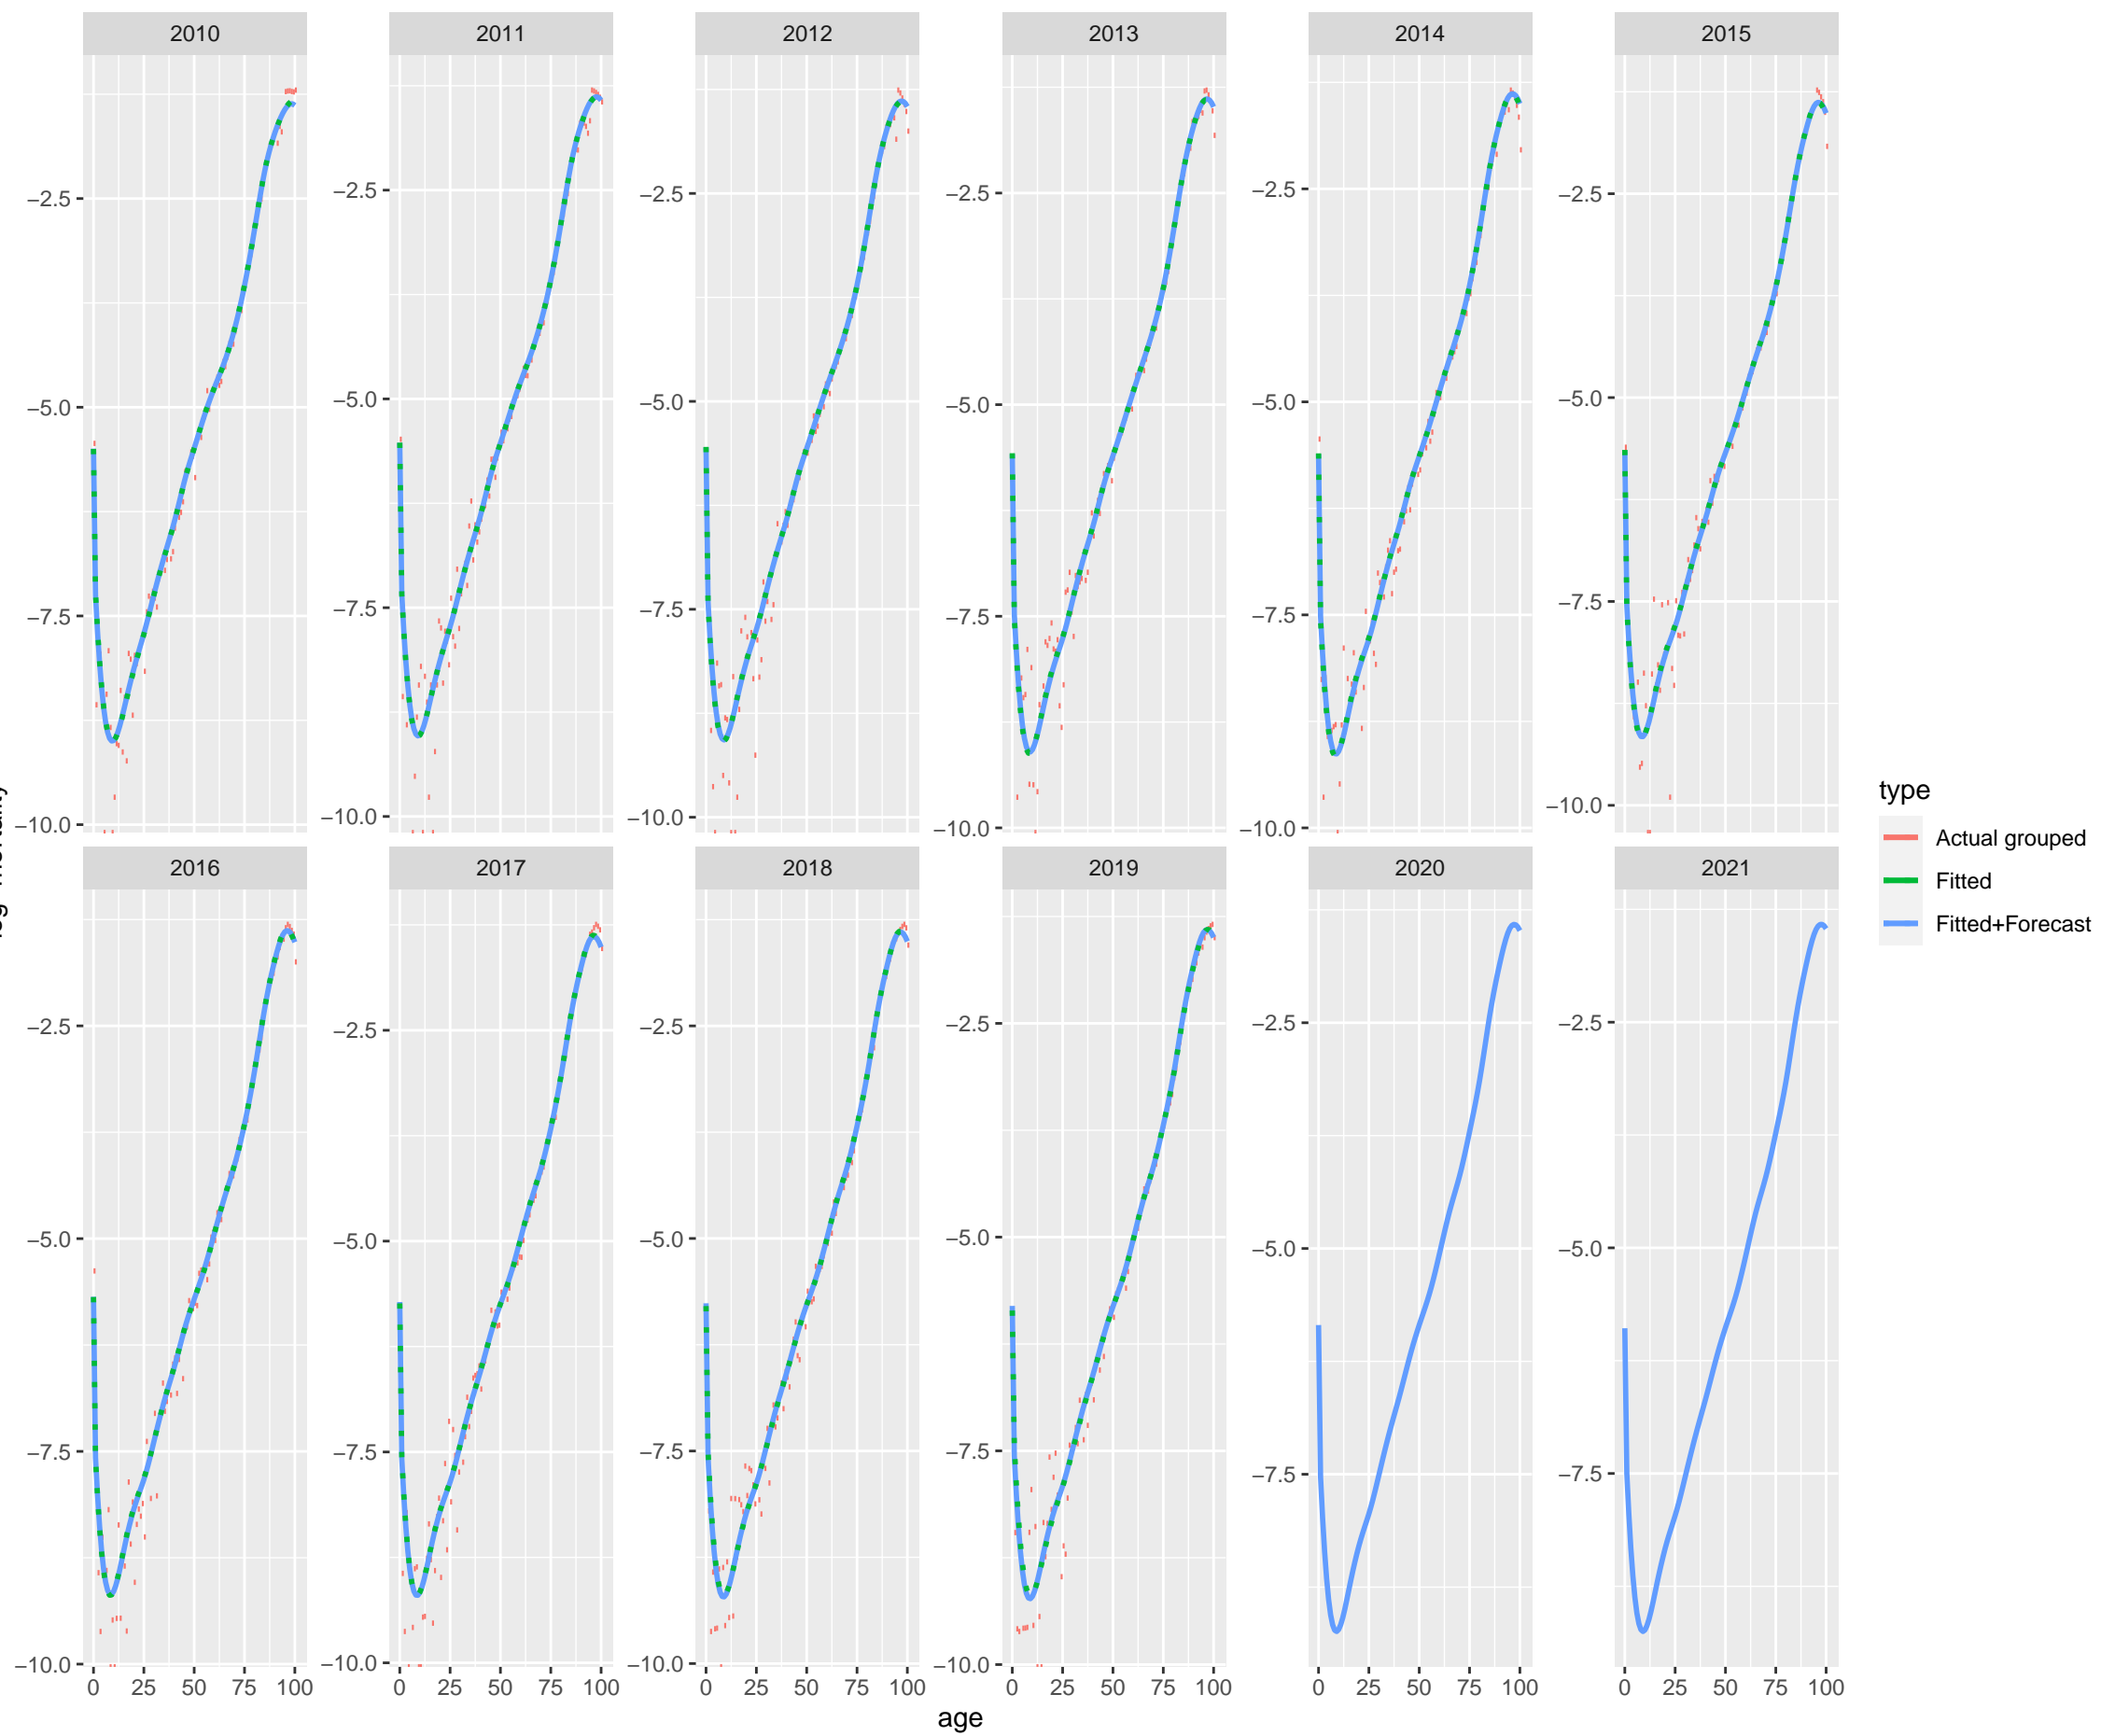 2010 2011 2012 2013 2014 2015
−2.5 −2.5 −2.5 −2.5 −2.5 −2.5
−5.0 −5.0 −5.0 −5.0 −5.0 −5.0
−7.5 −7.5 −7.5 −7.5 −7.5 −7.5
−10.0 −10.0 −10.0 −10.0 −10.0 −10.0
type
Actual grouped
Fitted
Fitted+Forecast
2016 2017 2018 2019 2020 2021
−2.5 −2.5 −2.5 −2.5 −2.5 −2.5
−5.0 −5.0 −5.0 −5.0 −5.0 −5.0
−7.5 −7.5 −7.5 −7.5 −7.5 −7.5
−10.0 −10.0 −10.0 −10.0
0 25 50 75 100 0 25 50 75 100 0 25 50 75 100 0 25 50 75 100 0 25 50 75 100 0 25 50 75 100
age